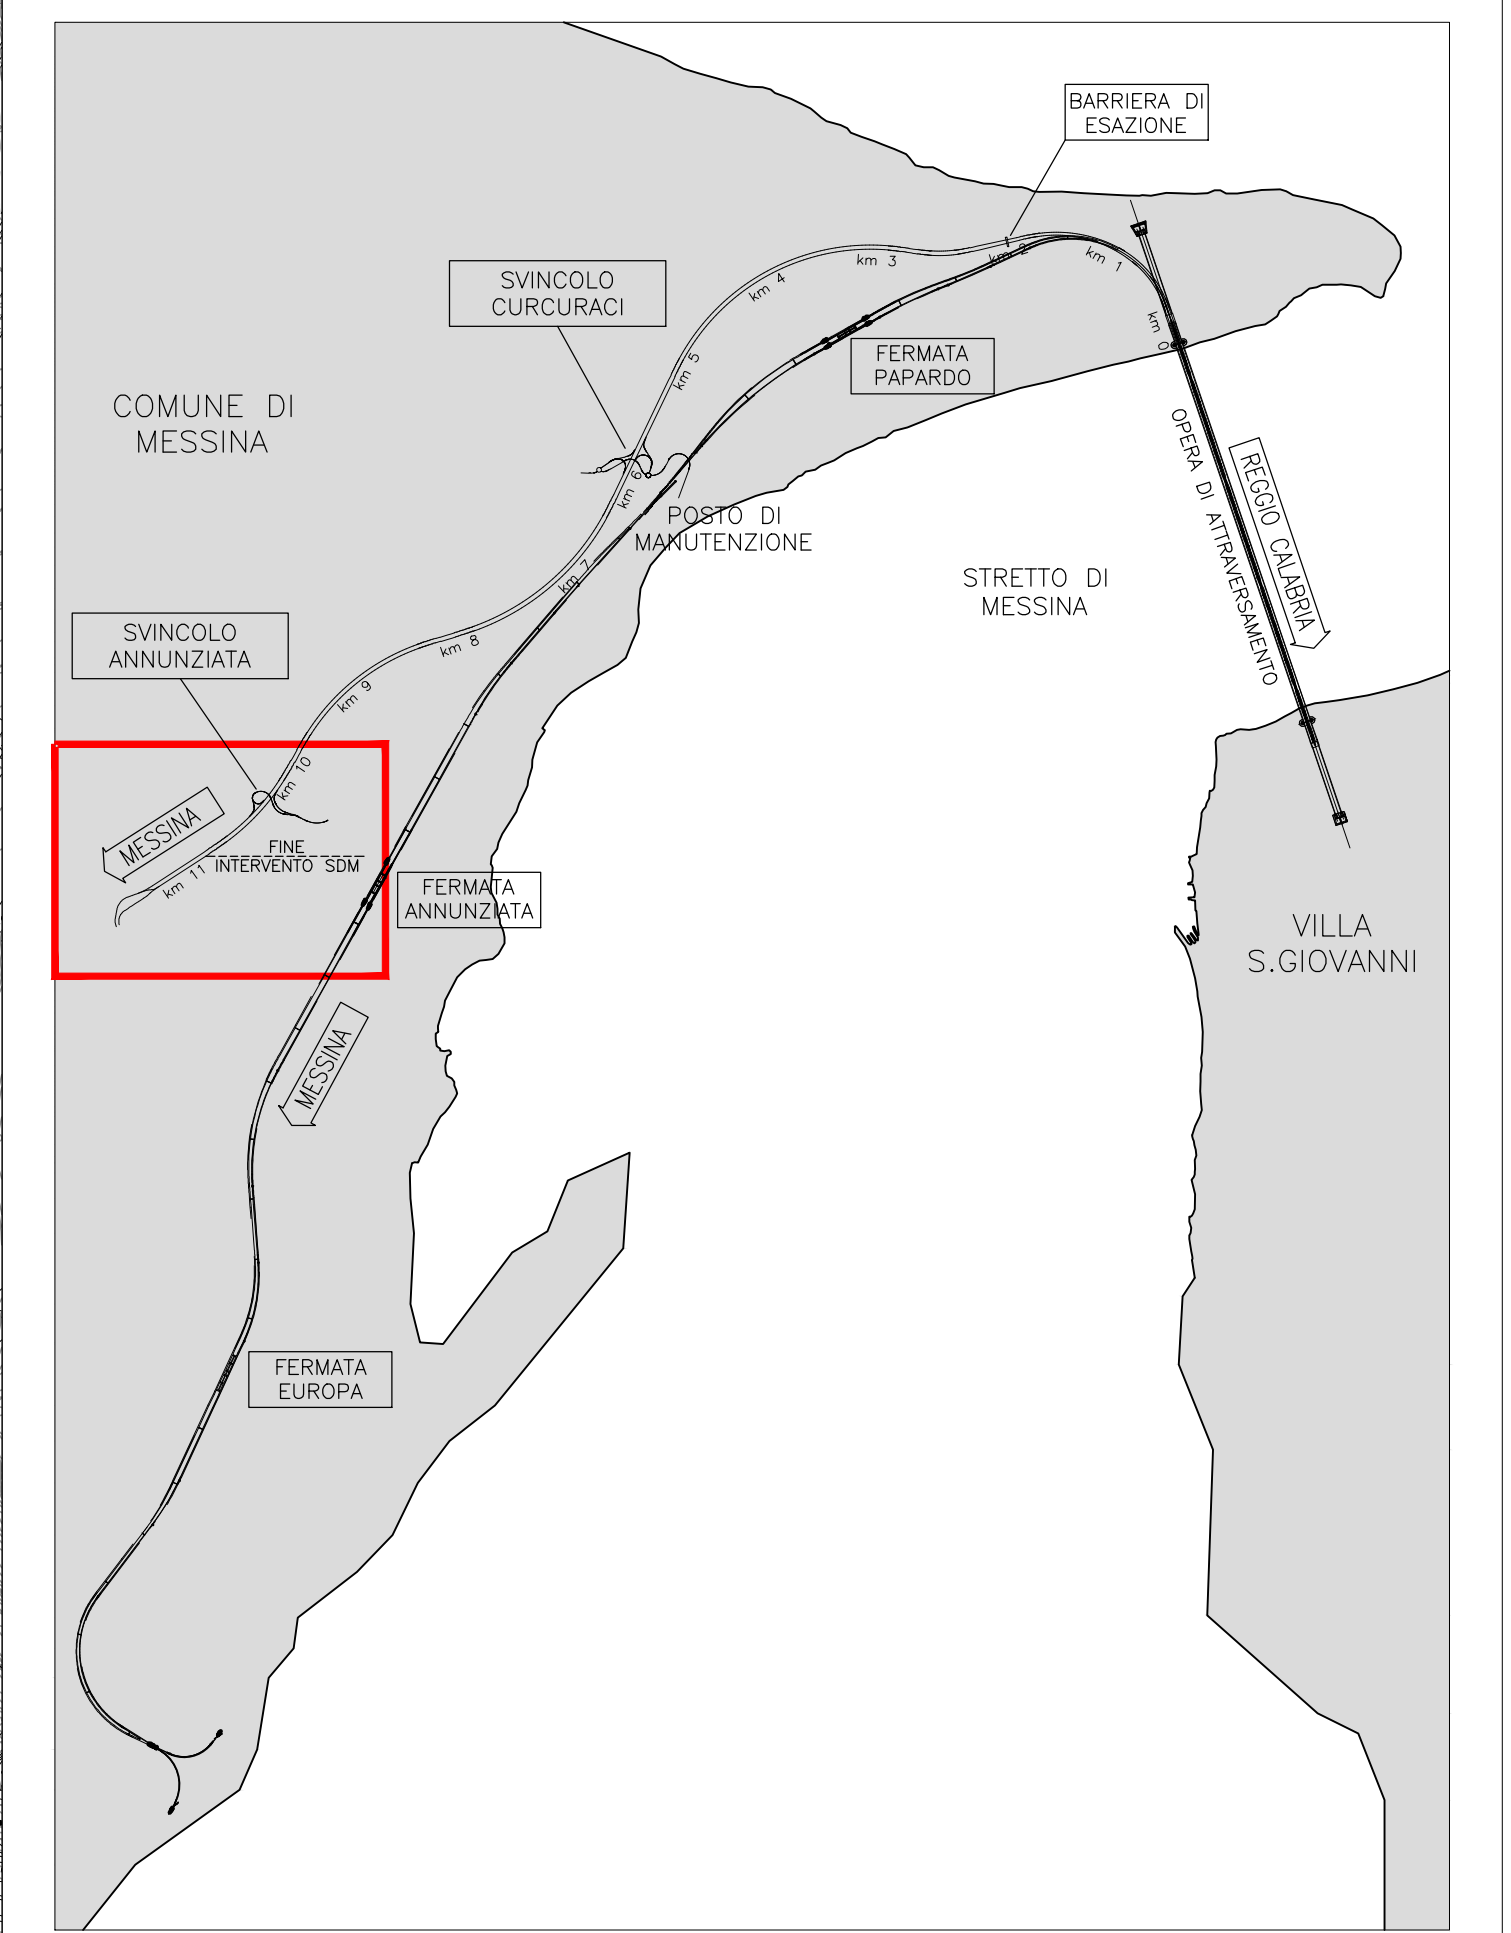 BARRIERA DI
ESAZIONE
km 0
km 1
km 2
km 3
km 4
km 5
km 6
km 7
km 8
km 9
km 10
km 11
SVINCOLO
CURCURACI
FERMATA
PAPARDO
COMUNE DI
MESSINA
POSTO DI
MANUTENZIONE
OPERA DI ATTRAVERSAMENTO
REGGIO CALABRIA
STRETTO DI
MESSINA
SVINCOLO
ANNUNZIATA
MESSINA
FINE
INTERVENTO SDM
FERMATA
ANNUNZIATA
VILLA
S.GIOVANNI
MESSINA
FERMATA
EUROPA